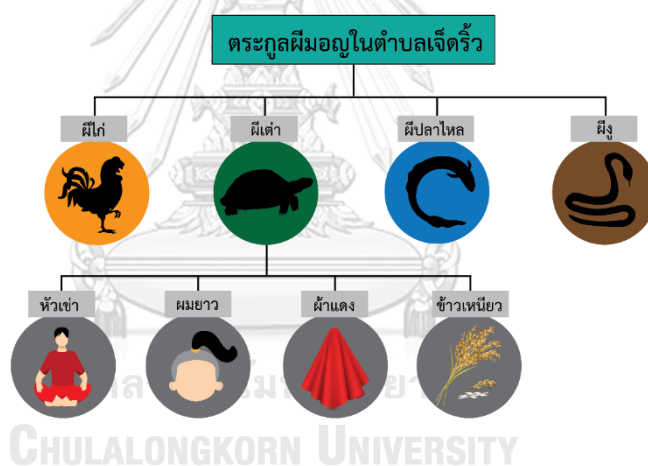 ตระกูลผีมอญในตำบลเจ็ดริ้ว
ผีไก่
ผีเต่า
ผีปลาไหล
ผีงู
หัวเข่า
ผมยาว
ผ้าแดง
ข้าวเหนียว
CHULALONGKORN UNIVERSITY